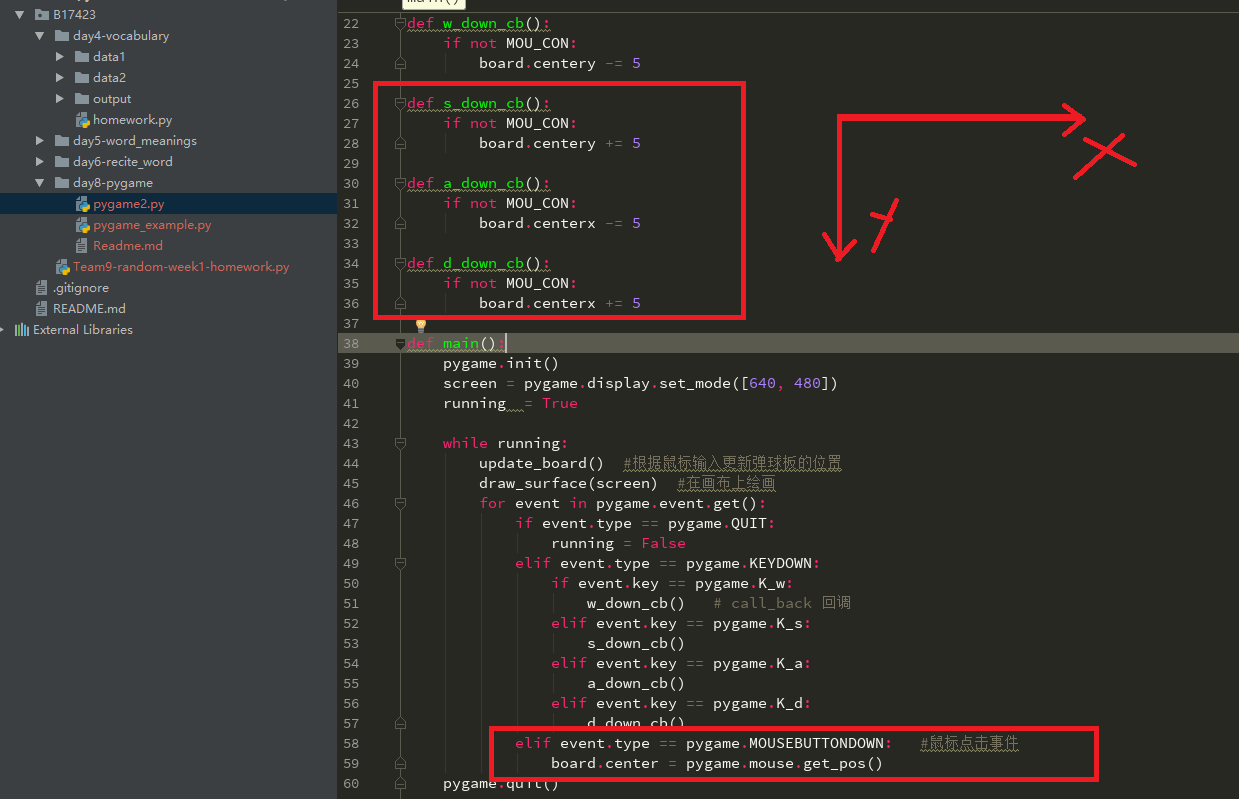 B17423
day4-vocabulary
data1
data2
output
homework.py
day5-word_meanings
day6-recite_word
day8-pygame
pygame2.py
pygame_example.py
Readme.md
Team9-random-week1-homework.py
.gitignore
README.md
External Libraries
main()
22 def w_down_cb():
23 if not MOU_CON:
24 board.centery -= 5
25
26 def s_down_cb():
27 if not MOU_CON:
28 board.centery += 5
29
30 def a_down_cb():
31 if not MOU_CON:
32 board.centerx -= 5
33
34 def d_down_cb():
35 if not MOU_CON:
36 board.centerx += 5
37
38 def main():
39 pygame.init()
40 screen = pygame.display.set_mode([640, 480])
41 running  = True
42
43 while running:
44 update_board()  #根据鼠标输入更新弹球板的位置
45 draw_surface(screen)  #在画布上绘画
46 for event in pygame.event.get():
47 if event.type == pygame.QUIT:
48 running = False
49 elif event.type == pygame.KEYDOWN:
50 if event.key == pygame.K_w:
51 w_down_cb()   # call_back 回调
52 elif event.key == pygame.K_s:
53 s_down_cb()
54 elif event.key == pygame.K_a:
55 a_down_cb()
56 elif event.key == pygame.K_d:
57 d_down_cb()
58 elif event.type == pygame.MOUSEBUTTONDOWN:   #鼠标点击事件
59 board.center = pygame.mouse.get_pos()
60 pygame.quit()
X
y